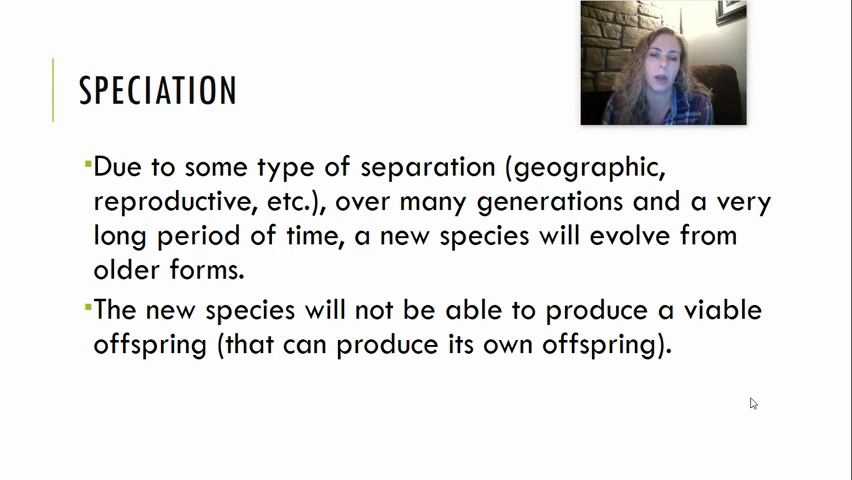 SPECIATION
▪Due to some type of separation (geographic,
reproductive, etc.), over many generations and a very
long period of time, a new species will evolve from
older forms.
▪The new species will not be able to produce a viable
offspring (that can produce its own offspring).